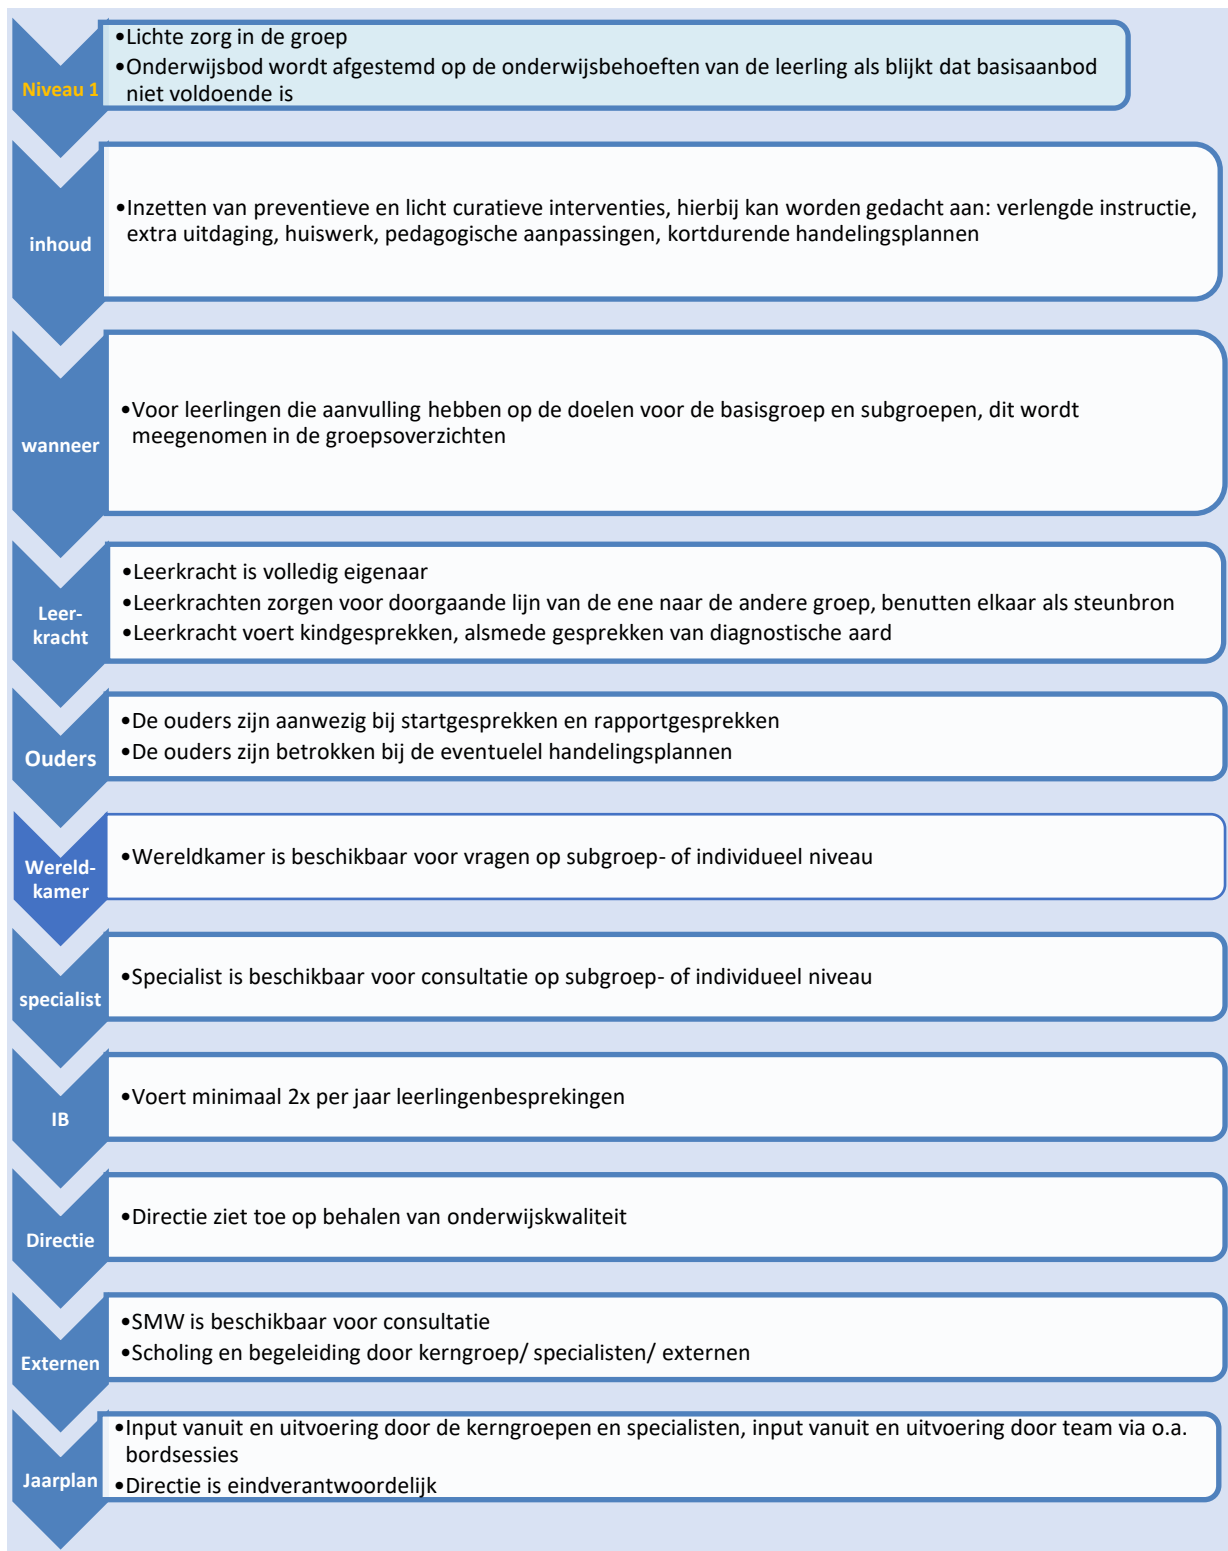 Niveau 1
•Lichte zorg in de groep
•Onderwijsbod wordt afgestemd op de onderwijsbehoeften van de leerling als blijkt dat basisaanbod
niet voldoende is
inhoud
•Inzetten van preventieve en licht curatieve interventies, hierbij kan worden gedacht aan: verlengde instructie,
extra uitdaging, huiswerk, pedagogische aanpassingen, kortdurende handelingsplannen
wanneer
•Voor leerlingen die aanvulling hebben op de doelen voor de basisgroep en subgroepen, dit wordt
meegenomen in de groepsoverzichten
Leer-
kracht
•Leerkracht is volledig eigenaar
•Leerkrachten zorgen voor doorgaande lijn van de ene naar de andere groep, benutten elkaar als steunbron
•Leerkracht voert kindgesprekken, alsmede gesprekken van diagnostische aard
Ouders
•De ouders zijn aanwezig bij startgesprekken en rapportgesprekken
•De ouders zijn betrokken bij de eventuelel handelingsplannen
Wereld-
kamer
•Wereldkamer is beschikbaar voor vragen op subgroep- of individueel niveau
specialist
•Specialist is beschikbaar voor consultatie op subgroep- of individueel niveau
IB
•Voert minimaal 2x per jaar leerlingenbesprekingen
Directie
•Directie ziet toe op behalen van onderwijskwaliteit
Externen
•SMW is beschikbaar voor consultatie
•Scholing en begeleiding door kerngroep/ specialisten/ externen
Jaarplan
•Input vanuit en uitvoering door de kerngroepen en specialisten, input vanuit en uitvoering door team via o.a.
bordsessies
•Directie is eindverantwoordelijk